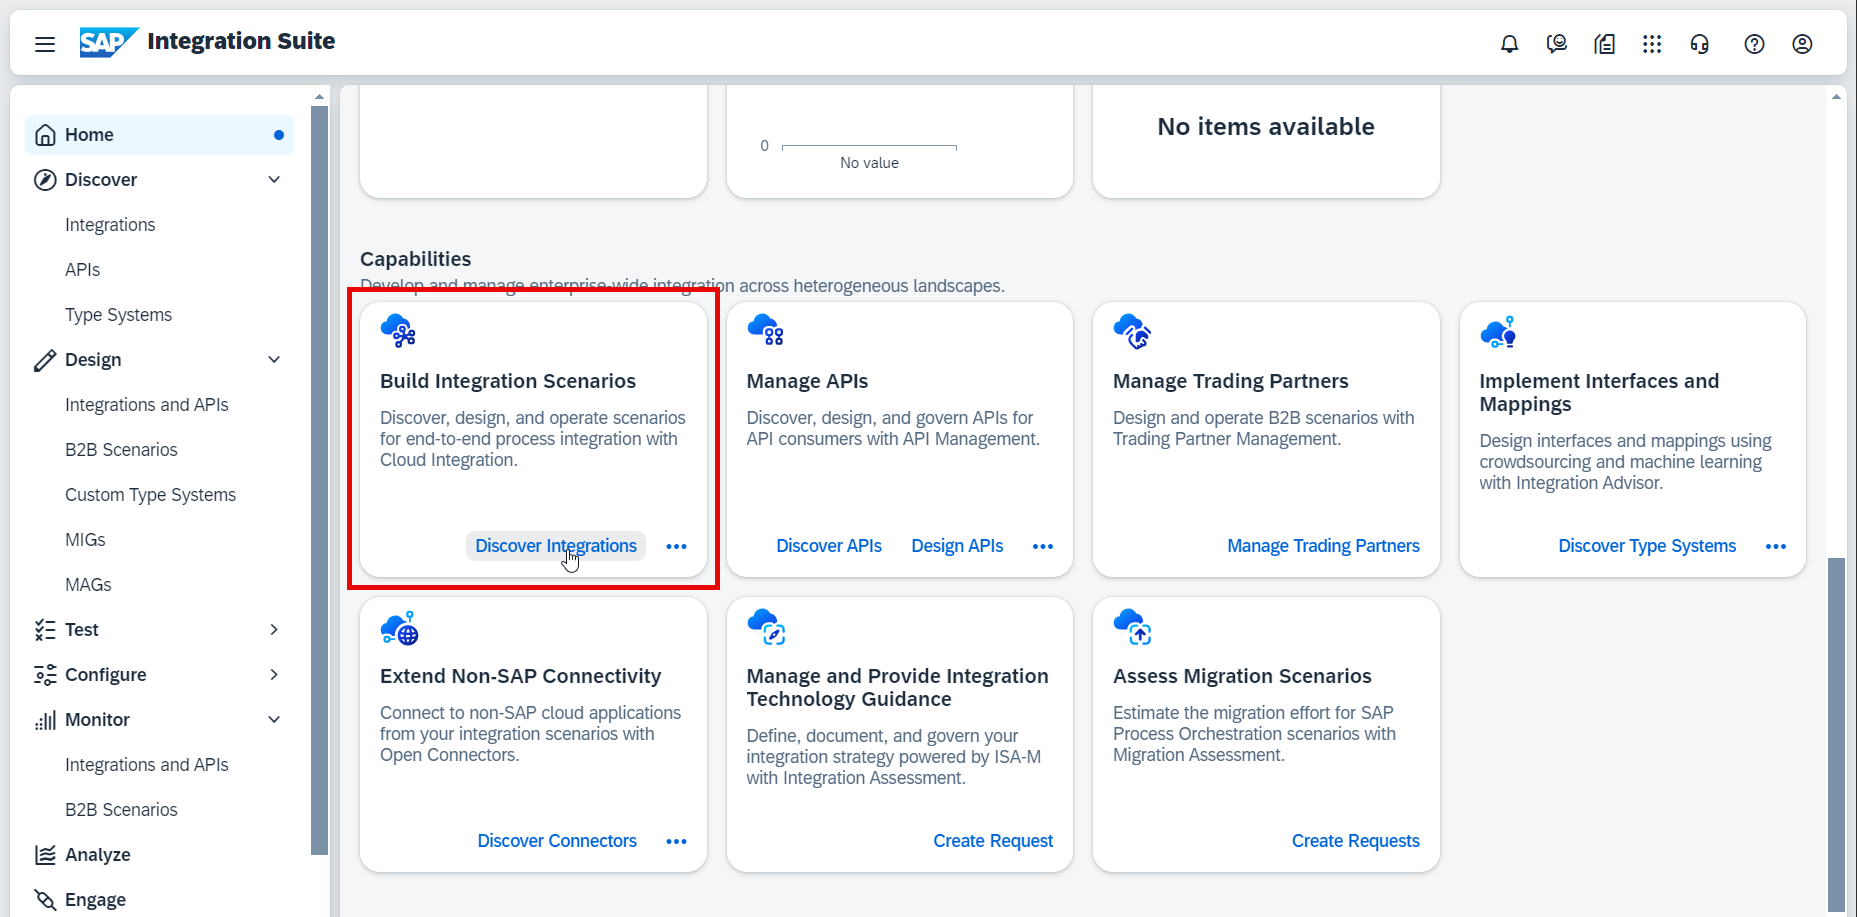 SAP Integration Suite
Home
Discover
Integrations
APIs
Type Systems
Design
Integrations and APIs
B2B Scenarios
Custom Type Systems
MIGs
MAGs
Test
Configure
Monitor
Integrations and APIs
B2B Scenarios
Analyze
Engage
0
No value
No items available
Capabilities
Develop and manage enterprise-wide integration across heterogeneous landscapes.
Build Integration Scenarios
Discover, design, and operate scenarios
for end-to-end process integration with
Cloud Integration.
Discover Integrations
Manage APIs
Discover, design, and govern APIs for
API consumers with API Management.
Discover APIs Design APIs
Manage Trading Partners
Design and operate B2B scenarios with
Trading Partner Management.
Manage Trading Partners
Implement Interfaces and
Mappings
Design interfaces and mappings using
crowdsourcing and machine learning
with Integration Advisor.
Discover Type Systems
Extend Non-SAP Connectivity
Connect to non-SAP cloud applications
from your integration scenarios with
Open Connectors.
Discover Connectors
Manage and Provide Integration
Technology Guidance
Define, document, and govern your
integration strategy powered by ISA-M
with Integration Assessment.
Create Request
Assess Migration Scenarios
Estimate the migration effort for SAP
Process Orchestration scenarios with
Migration Assessment.
Create Requests